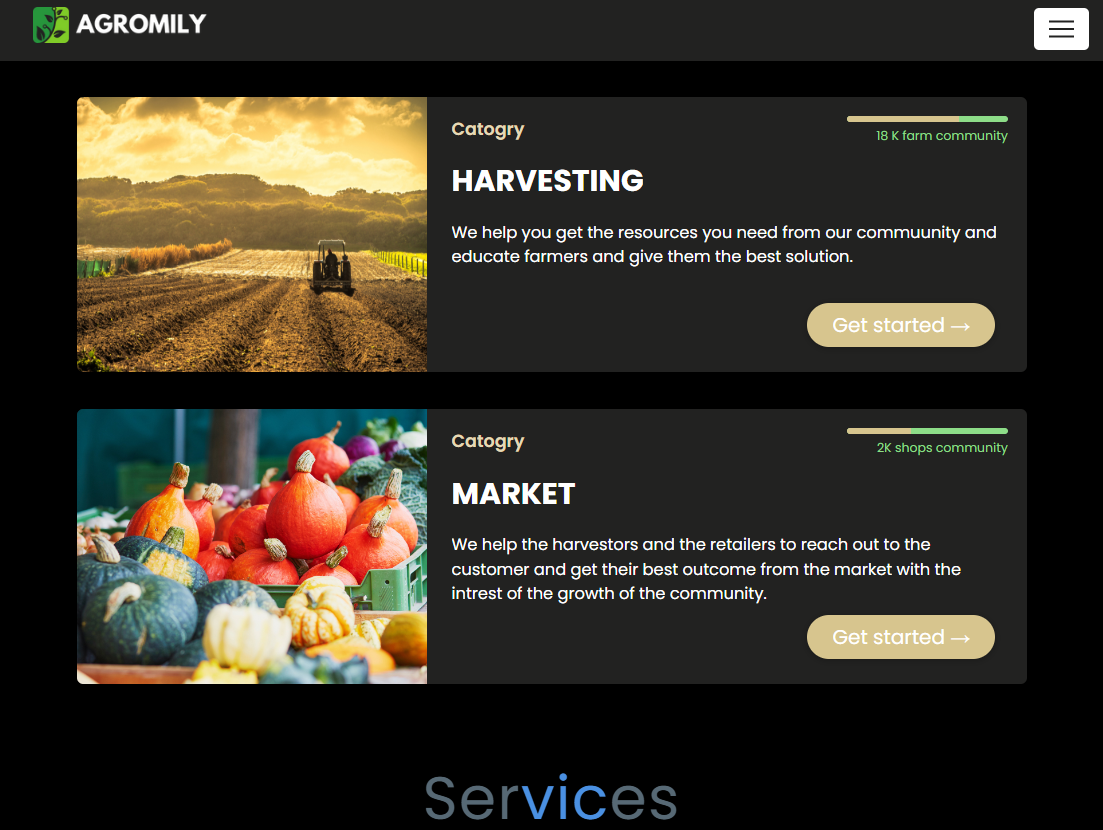 AGROMILY
Catogry
18 K farm community
HARVESTING
We help you get the resources you need from our commuunity and
educate farmers and give them the best solution.
Get started →
Catogry
2K shops community
MARKET
We help the harvestors and the retailers to reach out to the
customer and get their best outcome from the market with the
intrest of the growth of the community.
Get started →
Services